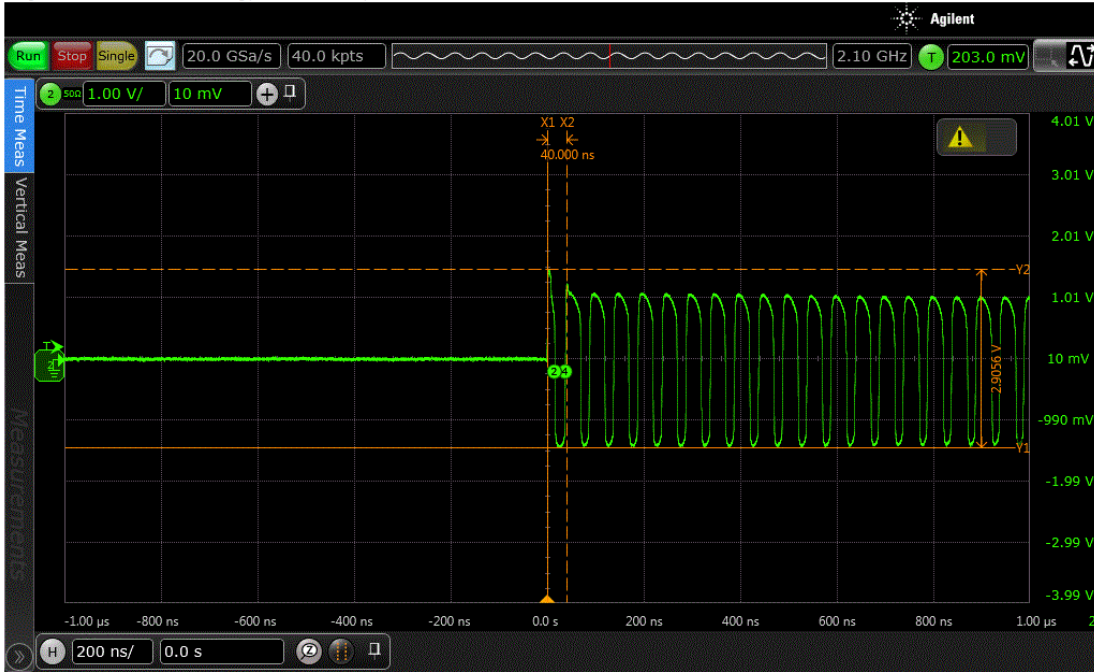 Agilent
Run Stop Single 20.0 GSa/s 40.0 kpts 2.10 GHz T 203.0 mV
2 50Ω 1.00 V/ 10 mV +
Time Meas
Vertical Meas
Measurements
X1 X2
40.000 ns
4.01 V
3.01 V
2.01 V
Y2
1.01 V
T
2
10 mV
2 4
2.9056 V
-990 mV
Y1
-1.99 V
-2.99 V
-3.99 V
-1.00 µs -800 ns -600 ns -400 ns -200 ns 0.0 s 200 ns 400 ns 600 ns 800 ns 1.00 µs 2
H 200 ns/ 0.0 s Z